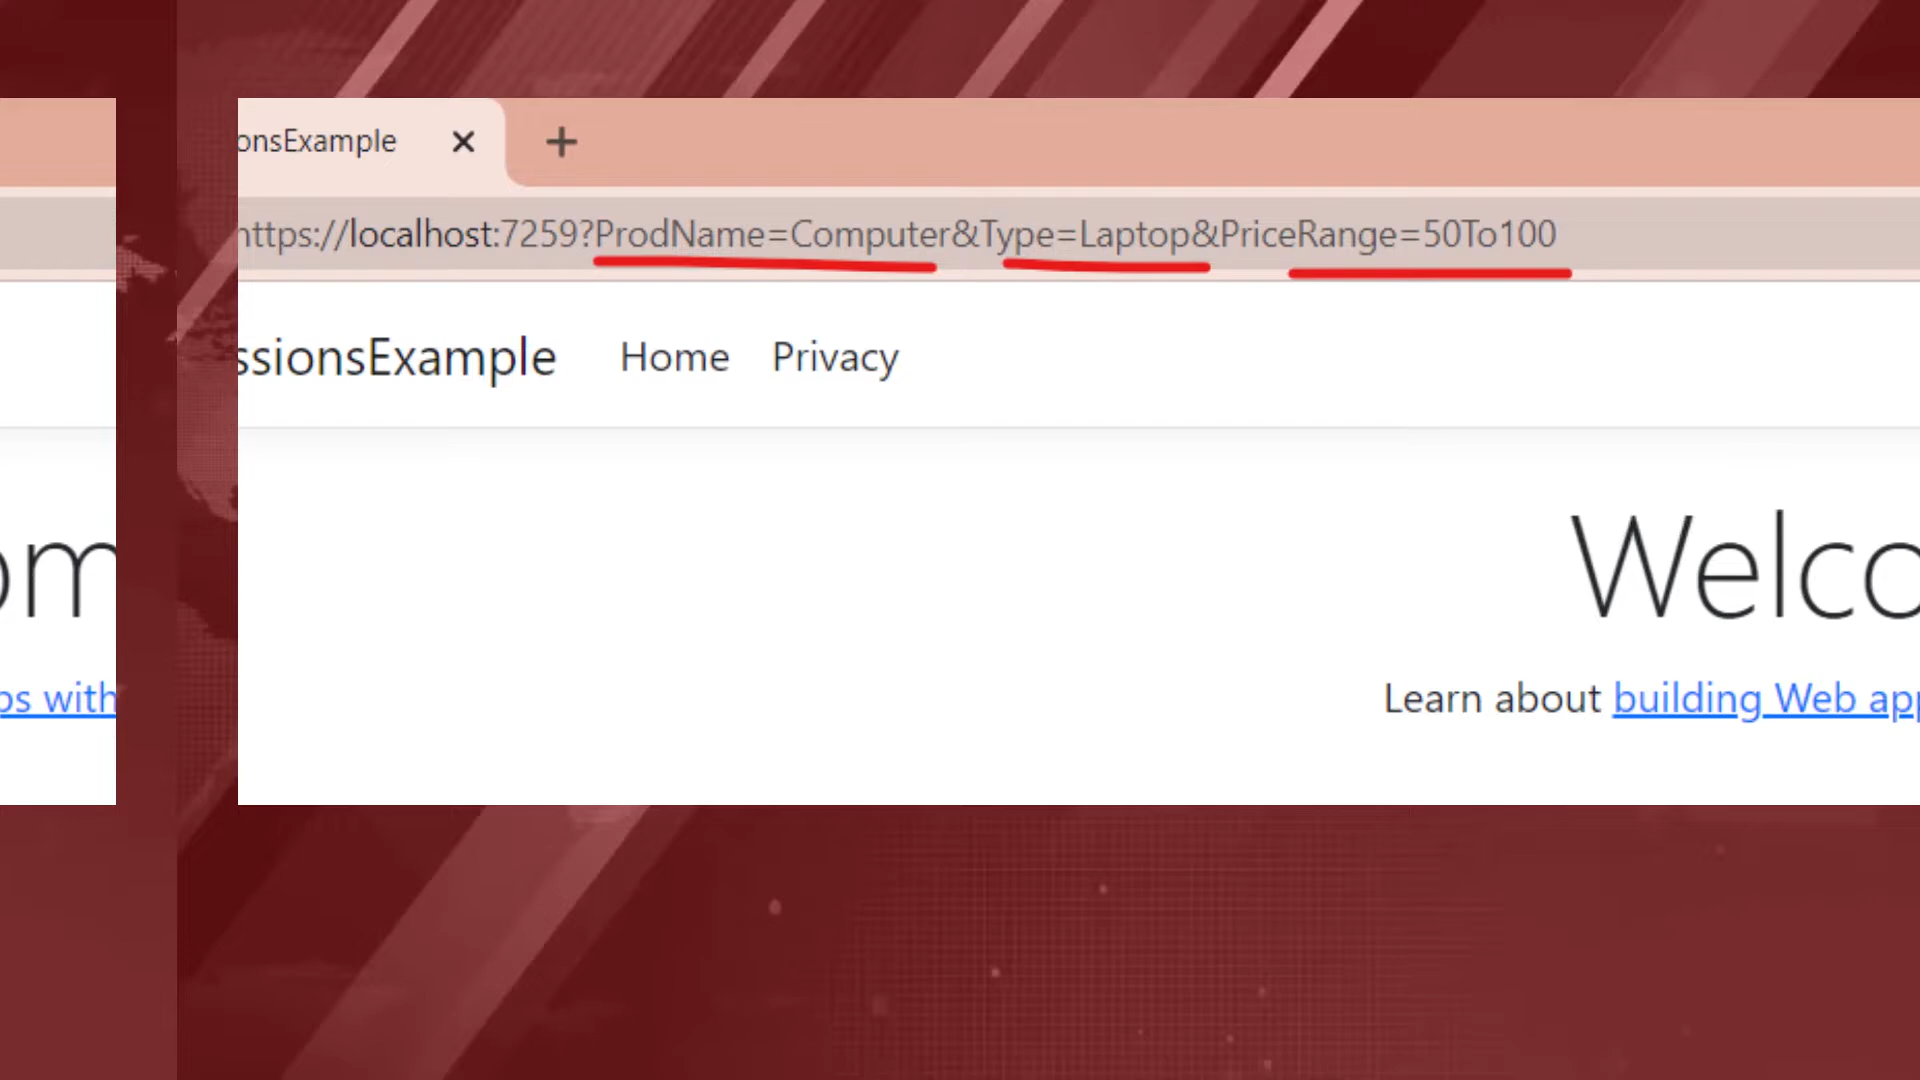 onsExample
https://localhost:7259?ProdName=Computer&Type=Laptop&PriceRange=50To100
ssionsExample Home Privacy
om
Welco
ps with
Learn about building Web app